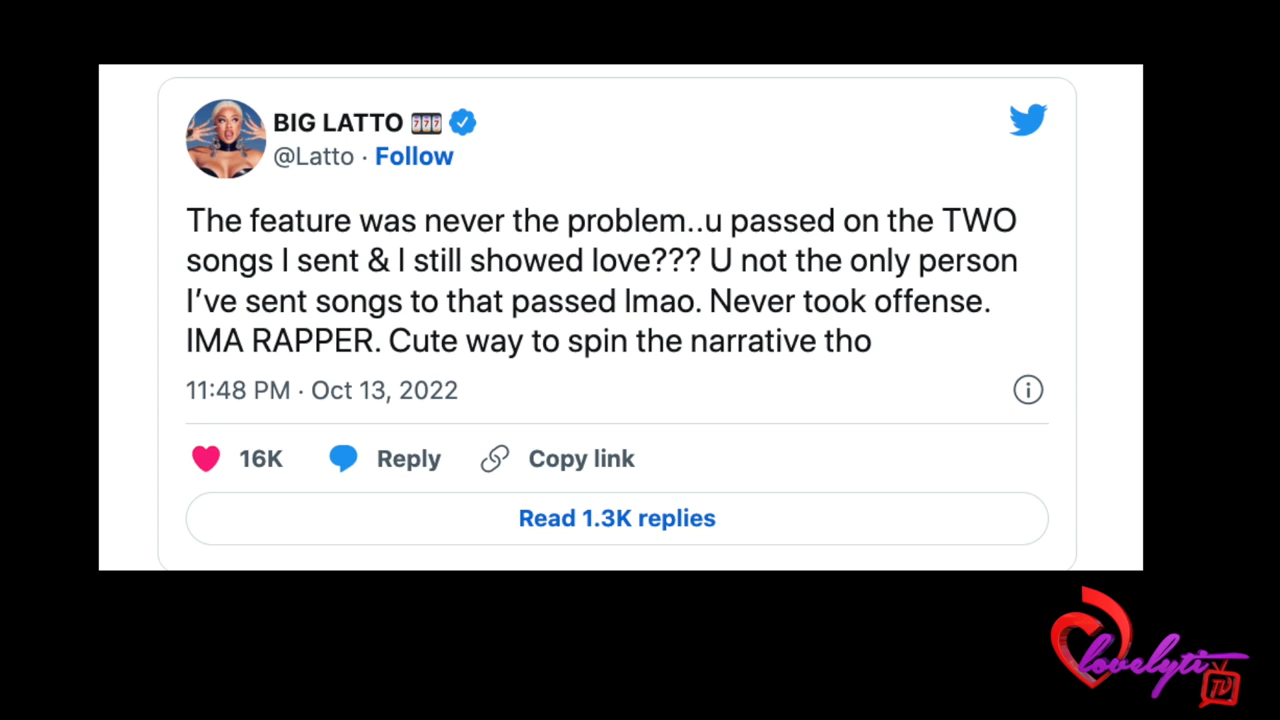 BIG LATTO 🎰
@Latto · Follow
The feature was never the problem..u passed on the TWO
songs I sent & I still showed love??? U not the only person
I’ve sent songs to that passed lmao. Never took offense.
IMA RAPPER. Cute way to spin the narrative tho
11:48 PM · Oct 13, 2022
16K Reply Copy link
Read 1.3K replies
lovelyti
TV